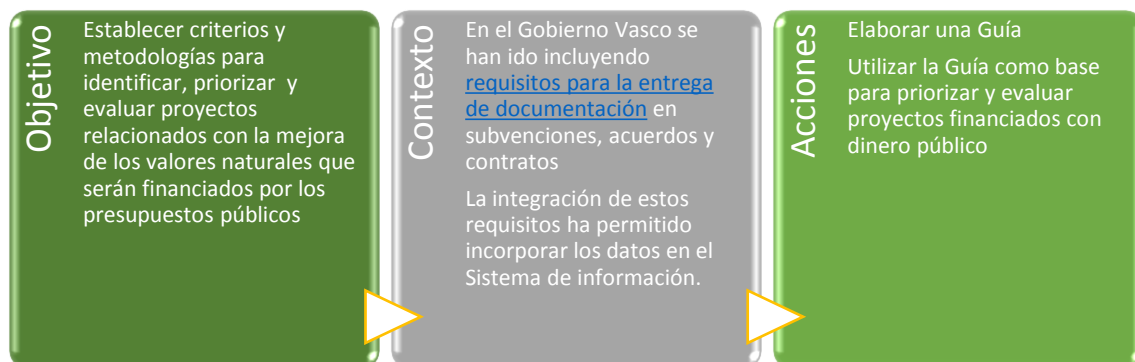 Objetivo
Establecer criterios y
metodologías para
identificar, priorizar y
evaluar proyectos
relacionados con la mejora
de los valores naturales que
serán financiados por los
presupuestos públicos
Contexto
En el Gobierno Vasco se
han ido incluyendo
requisitos para la entrega
de documentación en
subvenciones, acuerdos y
contratos
La integración de estos
requisitos ha permitido
incorporar los datos en el
Sistema de información.
Acciones
Elaborar una Guía
Utilizar la Guía como base
para priorizar y evaluar
proyectos financiados con
dinero público